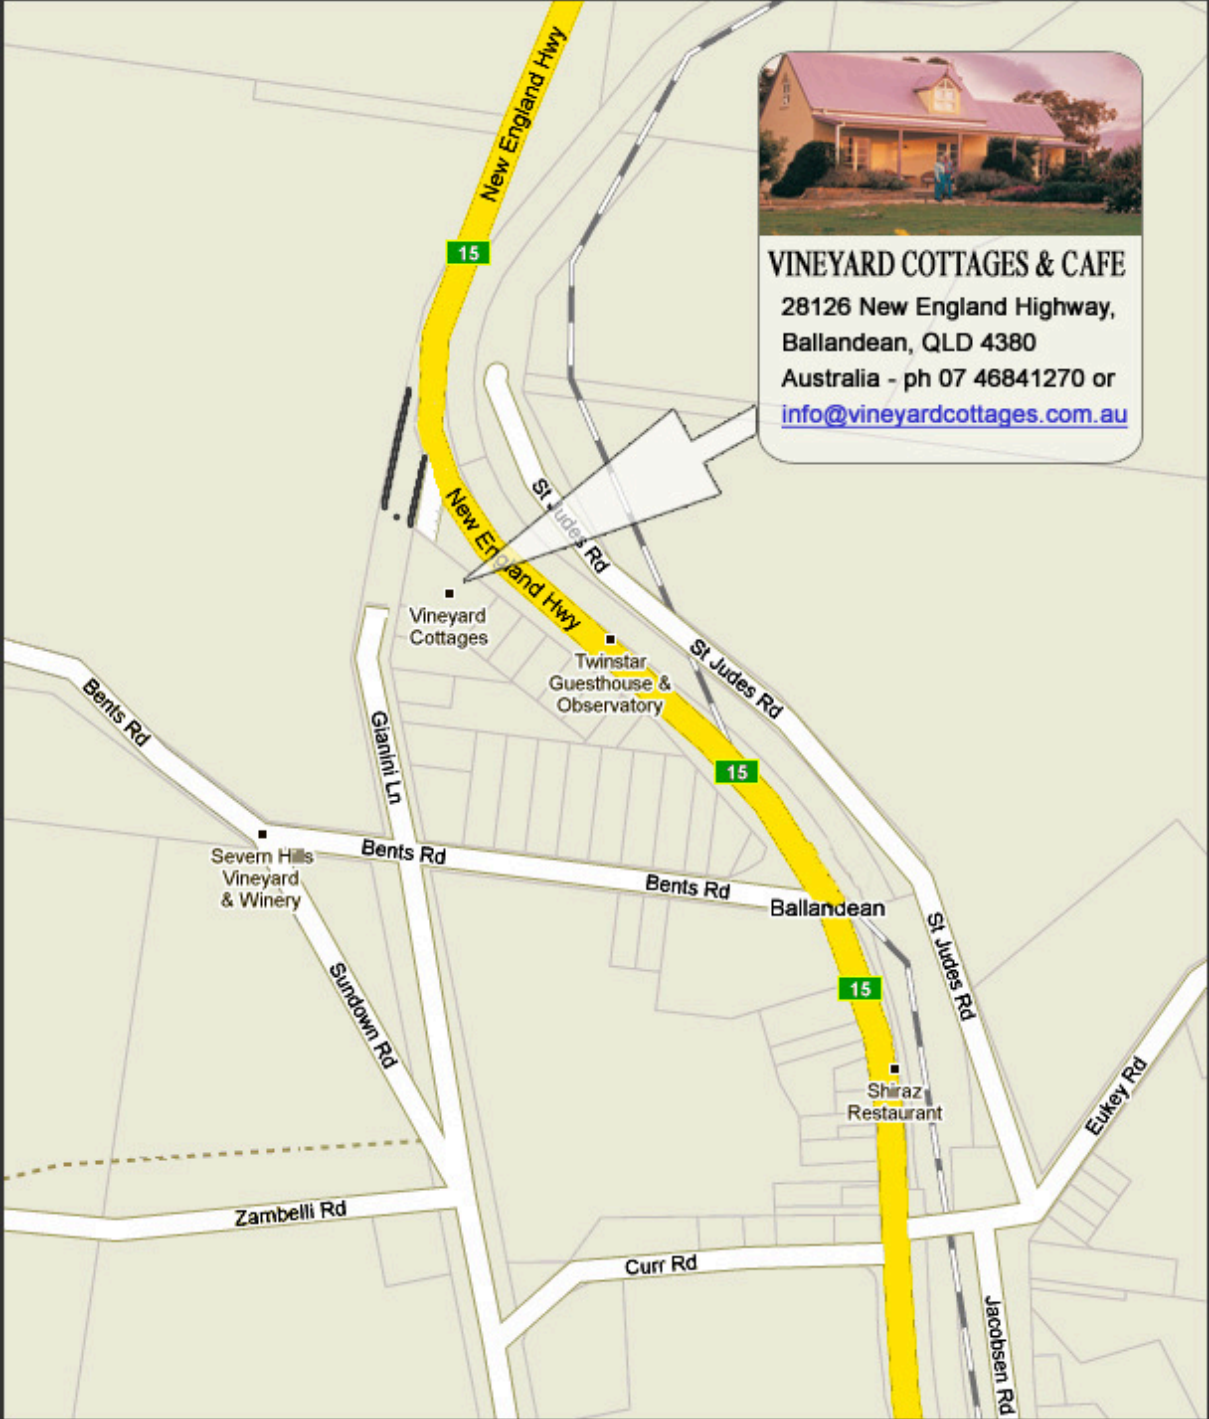 New England Hwy
15
VINEYARD COTTAGES & CAFE
28126 New England Highway,
Ballandean, QLD 4380
Australia - ph 07 46841270 or
info@vineyardcottages.com.au
St Judes Rd
New England Hwy
Vineyard
Cottages
Twinstar
Guesthouse &
Observatory
St Judes Rd
Bents Rd
Gianini Ln
15
Severn Hills
Vineyard
& Winery
Bents Rd
Bents Rd
Ballandean
St Judes Rd
15
Sundown Rd
Shiraz
Restaurant
Eukey Rd
Zambelli Rd
Curr Rd
Jacobsen Rd